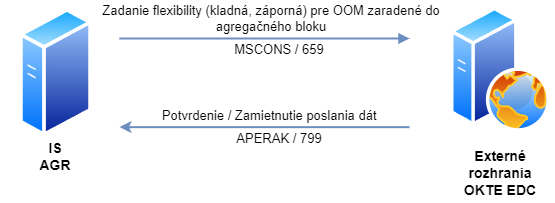 Zadanie flexibility (kladná, záporná) pre OOM zaradené do
agregačného bloku
MSCONS / 659
Potvrdenie / Zamietnutie poslania dát
APERAK / 799
IS
AGR
Externé
rozhrania
OKTE EDC